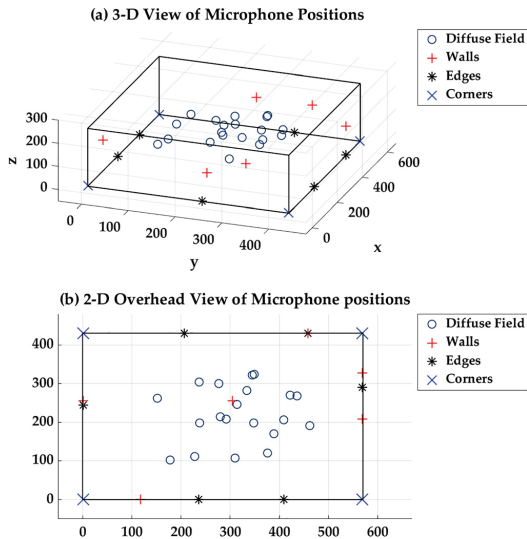 (a) 3-D View of Microphone Positions
Diffuse Field
Walls
Edges
Corners
300
200
100
0
z
0
100
200
300
400
y
0
200
400
600
x
(b) 2-D Overhead View of Microphone positions
Diffuse Field
Walls
Edges
Corners
400
300
200
100
0
0
100
200
300
400
500
600